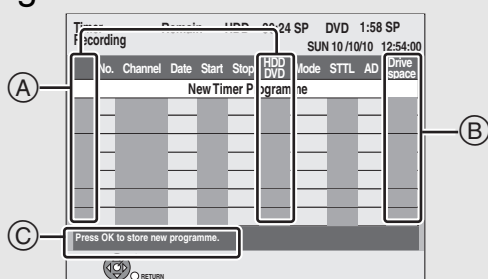 Timer Recording Remain HDD 30:24 SP DVD 1:58 SP
SUN 10/10/10 12:54:00
No. Channel Date Start Stop HDD DVD Mode STTL AD Drive space
New Timer Programme
A
B
C
Press OK to store new programme.
RETURN